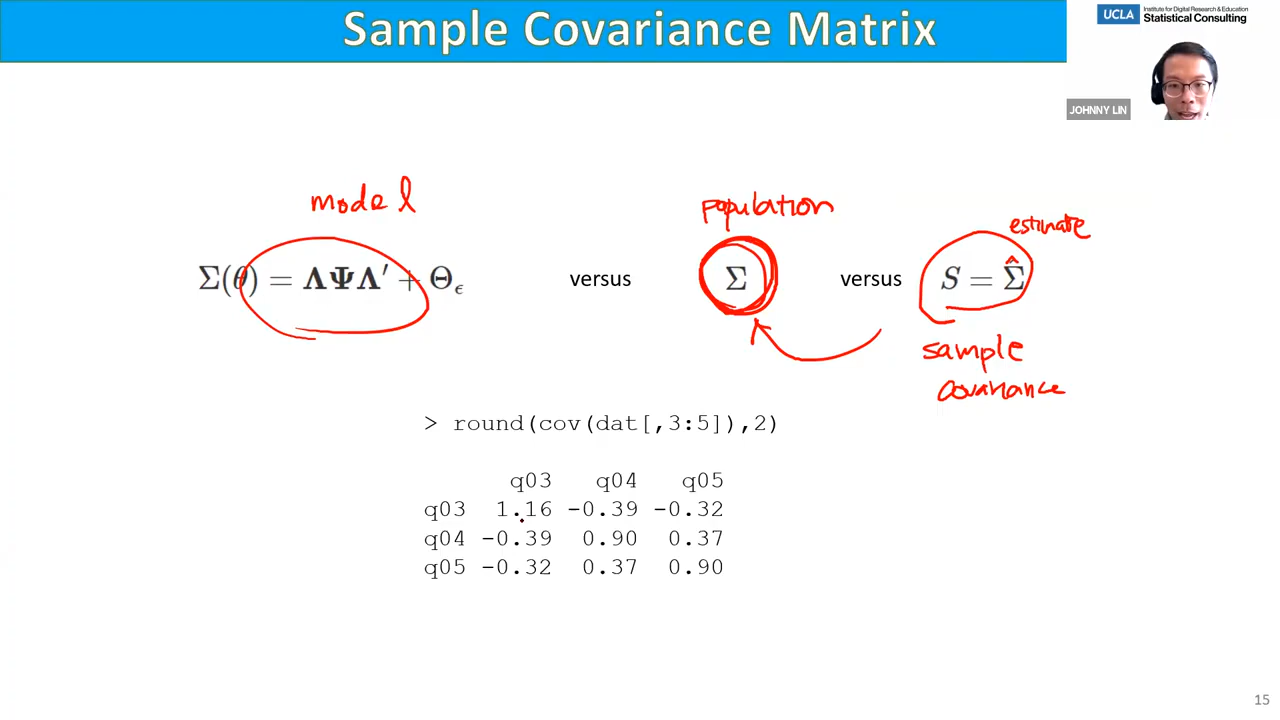 Sample Covariance Matrix
UCLA Institute for Digital Research & Education
Statistical Consulting
JOHNNY LIN
model
population
estimate
Σ(θ) = ΛΨΛ′ + Θϵ versus Σ versus S = Σ̂
sample
covariance
> round(cov(dat[,3:5]),2)
q03 q04 q05
q03 1.16 -0.39 -0.32
q04 -0.39 0.90 0.37
q05 -0.32 0.37 0.90
15